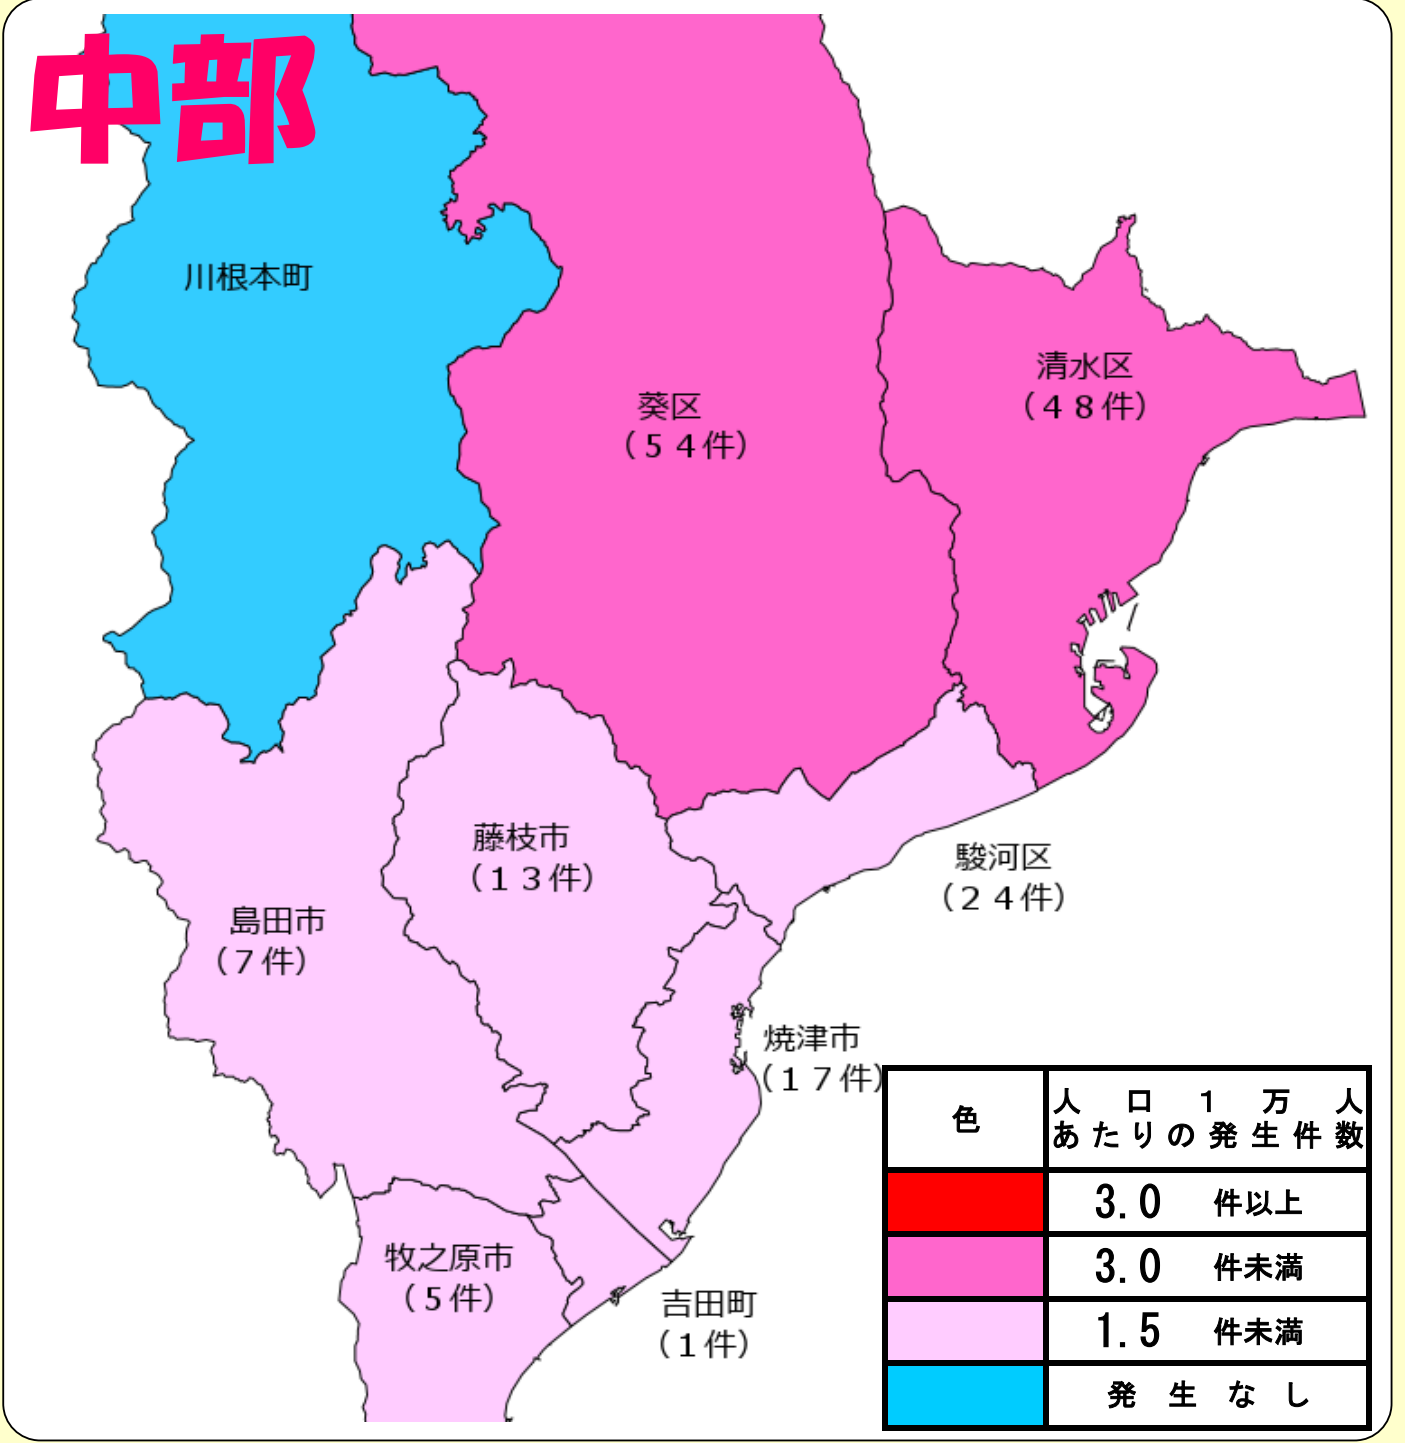 中部
川根本町
葵区
（５４件）
清水区
（４８件）
藤枝市
（１３件）
駿河区
（２４件）
島田市
（７件）
焼津市
（１７件）
牧之原市
（５件）
吉田町
（１件）
色
人口１万人
あたりの発生件数
3.0 件以上
3.0 件未満
1.5 件未満
発生なし